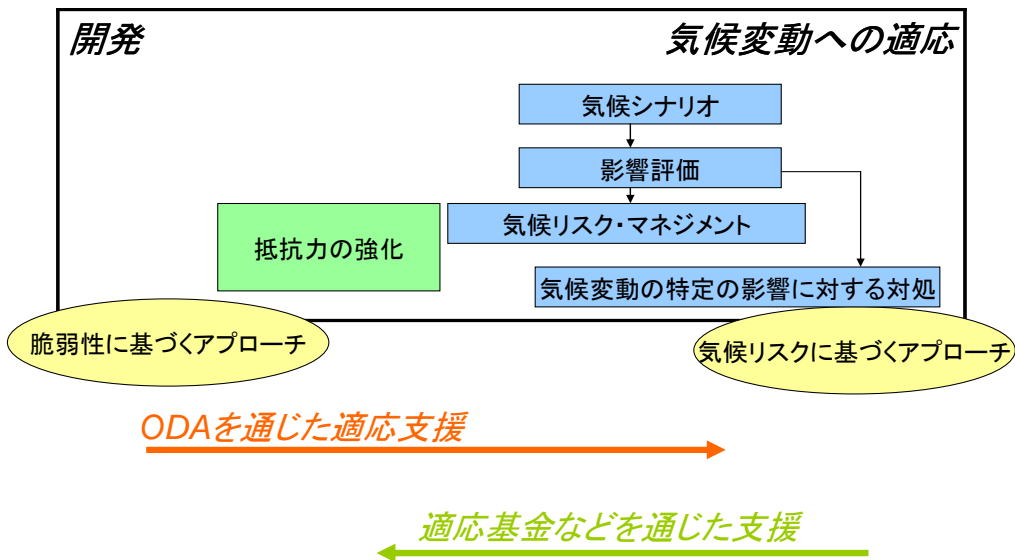 開発
気候変動への適応
気候シナリオ
影響評価
気候リスク・マネジメント
抵抗力の強化
気候変動の特定の影響に対する対処
脆弱性に基づくアプローチ
気候リスクに基づくアプローチ
ODAを通じた適応支援
適応基金などを通じた支援